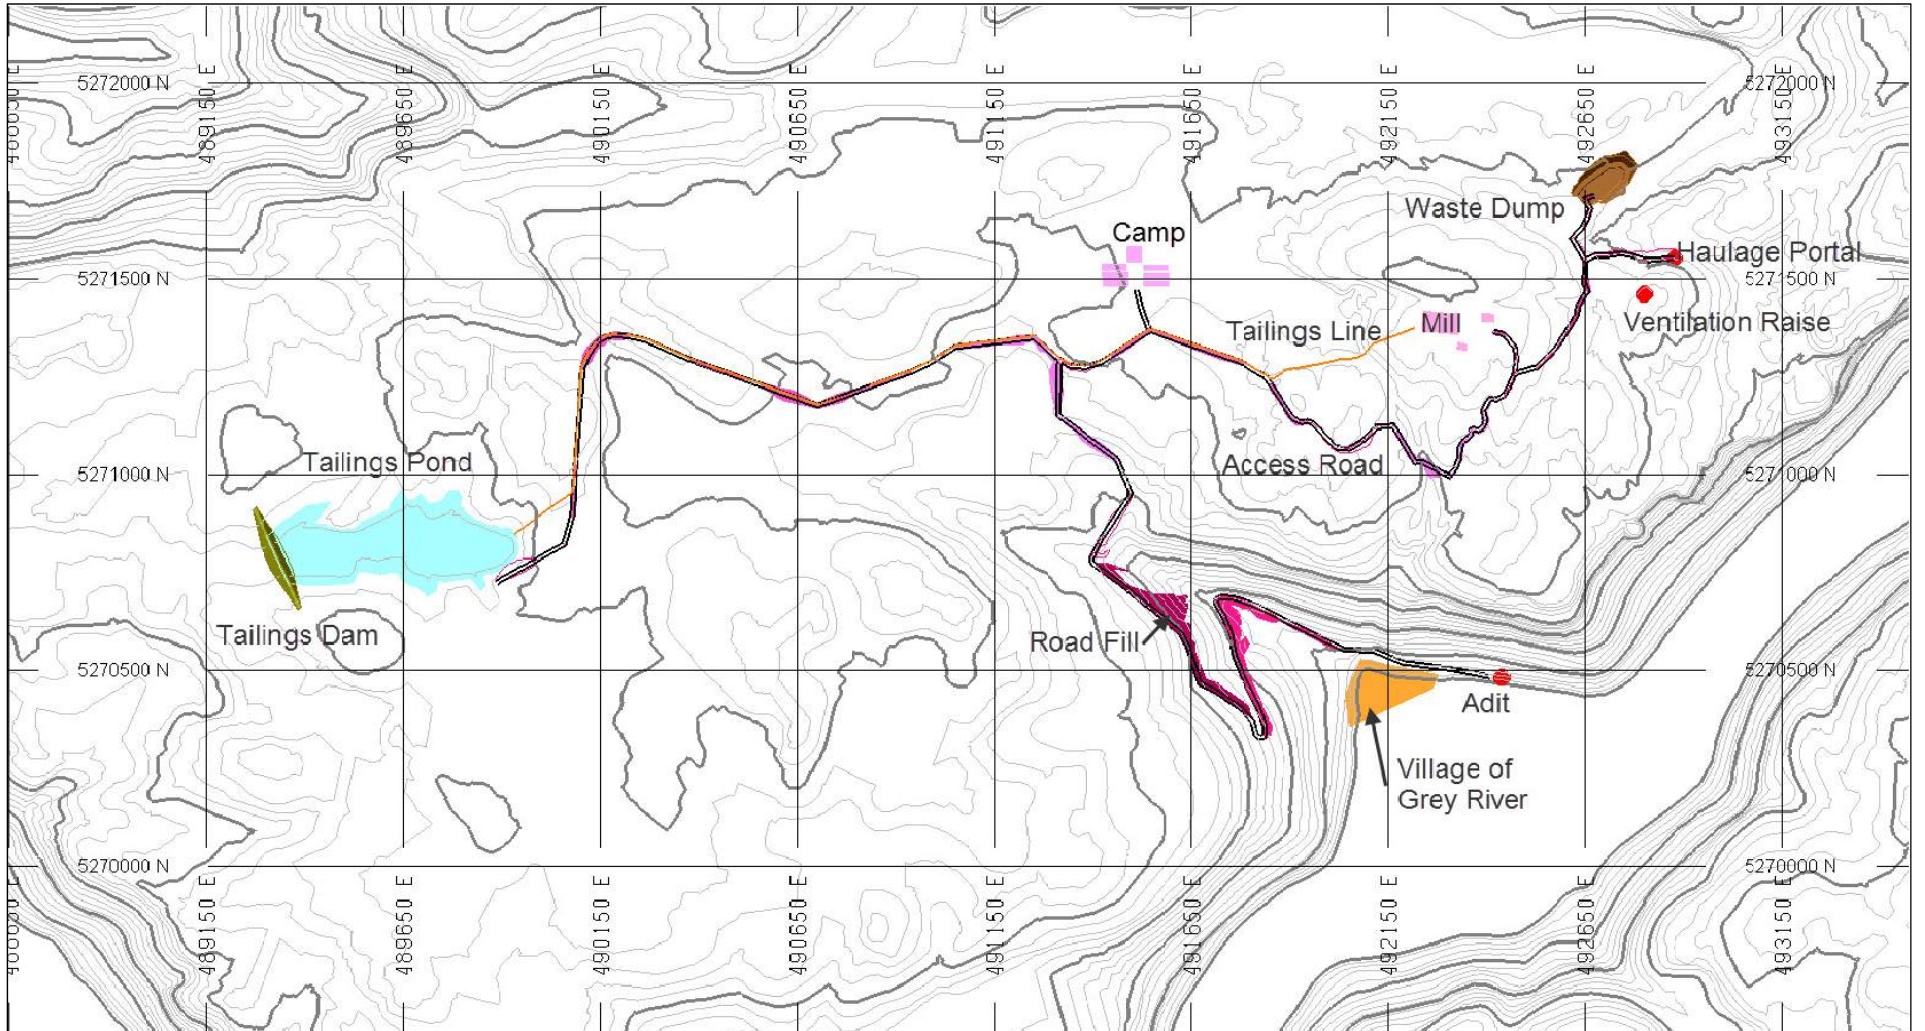 488650 E
489150 E
489650 E
490150 E
490650 E
491150 E
491650 E
492150 E
492650 E
493150 E
5272000 N
5272000 N
Waste Dump
Camp
Haulage Portal
5271500 N
5271500 N
Tailings Line
Mill
Ventilation Raise
Tailings Pond
Access Road
5271000 N
5271000 N
Tailings Dam
Road Fill
5270500 N
5270500 N
Adit
Village of
Grey River
5270000 N
5270000 N
488650 E
489150 E
489650 E
490150 E
490650 E
491150 E
491650 E
492150 E
492650 E
493150 E